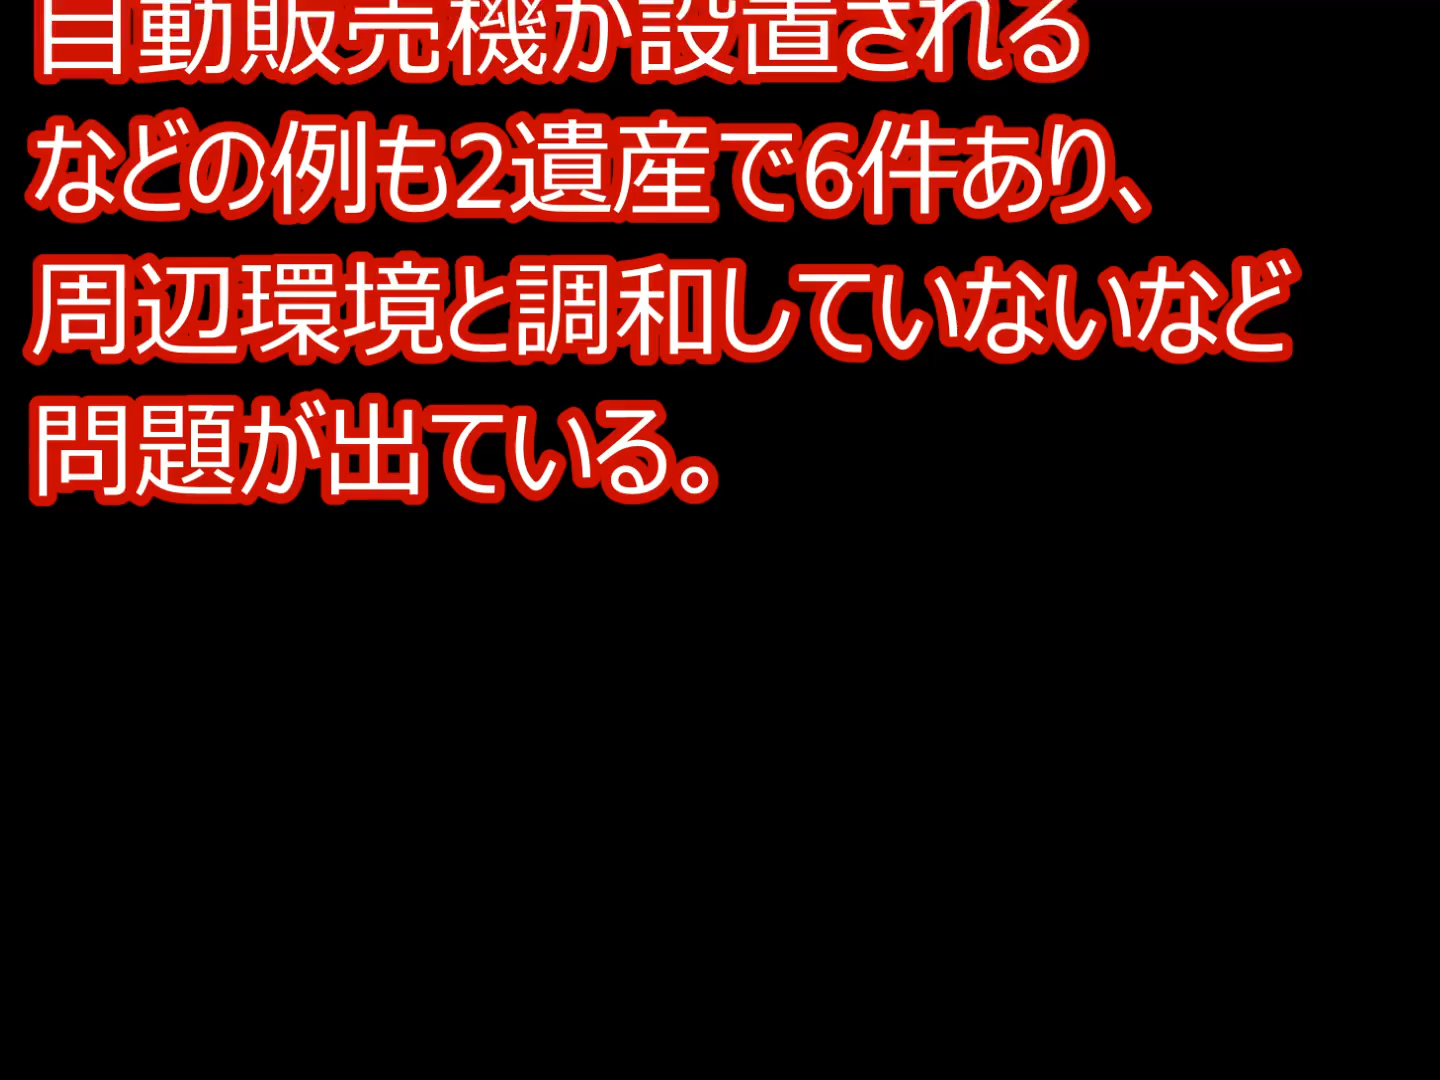 自動販売機が設置される
などの例も2遺産で6件あり、
周辺環境と調和していないなど
問題が出ている。